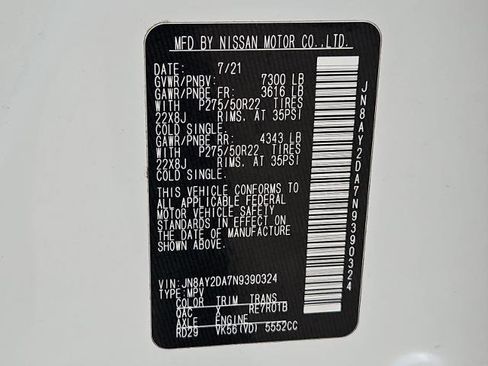 MFD BY NISSAN MOTOR CO.,LTD.
DATE: 7/21
GVWR/PNBV: 7300 LB
GAWR/PNBE FR: 3616 LB
WITH P275/50R22 TIRES
22X8J RIMS. AT 35PSI
COLD SINGLE.
GAWR/PNBE RR: 4343 LB
WITH P275/50R22 TIRES
22X8J RIMS. AT 35PSI
COLD SINGLE.
THIS VEHICLE CONFORMS TO
ALL APPLICABLE FEDERAL
MOTOR VEHICLE SAFETY
STANDARDS IN EFFECT ON
THE DATE OF MANUFACTURE
SHOWN ABOVE.
VIN: JN8AY2DA7N9390324
TYPE: MPV
COLOR TRIM TRANS
QAC X RE7R01B
AXLE ENGINE
RD29 VK56(VD) 5552CC
JN8AY2DA7N9390324